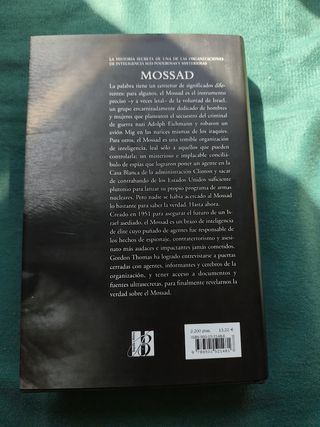 LA HISTORIA SECRETA DE UNA DE LAS ORGANIZACIONES
DE INTELIGENCIA MÁS PODEROSAS Y MISTERIOSAS
MOSSAD
La palabra tiene un centenar de significados dife-
rentes: para algunos, el Mossad es el instrumento
preciso –y a veces letal– de la voluntad de Israel,
un grupo encarnizadamente dedicado de hombres
y mujeres que planearon el secuestro del criminal
de guerra nazi Adolph Eichmann y robaron un
avión Mig en las narices mismas de los iraquíes.
Para otros, el Mossad es una temible organización
de inteligencia, leal sólo a aquellos que pueden
controlarla; un misterioso e implacable conciliá-
bulo de espías que lograron poner un agente en la
Casa Blanca de la administración Clinton y sacar
de contrabando de los Estados Unidos suficiente
plutonio para lanzar su propio programa de armas
nucleares. Pero nadie se había acercado al Mossad
lo bastante para saber la verdad. Hasta ahora.
Creado en 1951 para asegurar el futuro de un Is-
rael asediado, el Mossad es un brazo de inteligencia
de elite cuyo puñado de agentes han sido responsable
de los hechos de espionaje, contraterrorismo y asesi-
nato más audaces e impactantes jamás cometidos.
Gordon Thomas ha logrado entrevistarse a puertas
cerradas con agentes, informantes y cerebros de la
organización, y tener acceso a documentos y
fuentes ultrasecretas, para finalmente revelarnos la
verdad sobre el Mossad.
B
2.200 ptas. 13,22 €